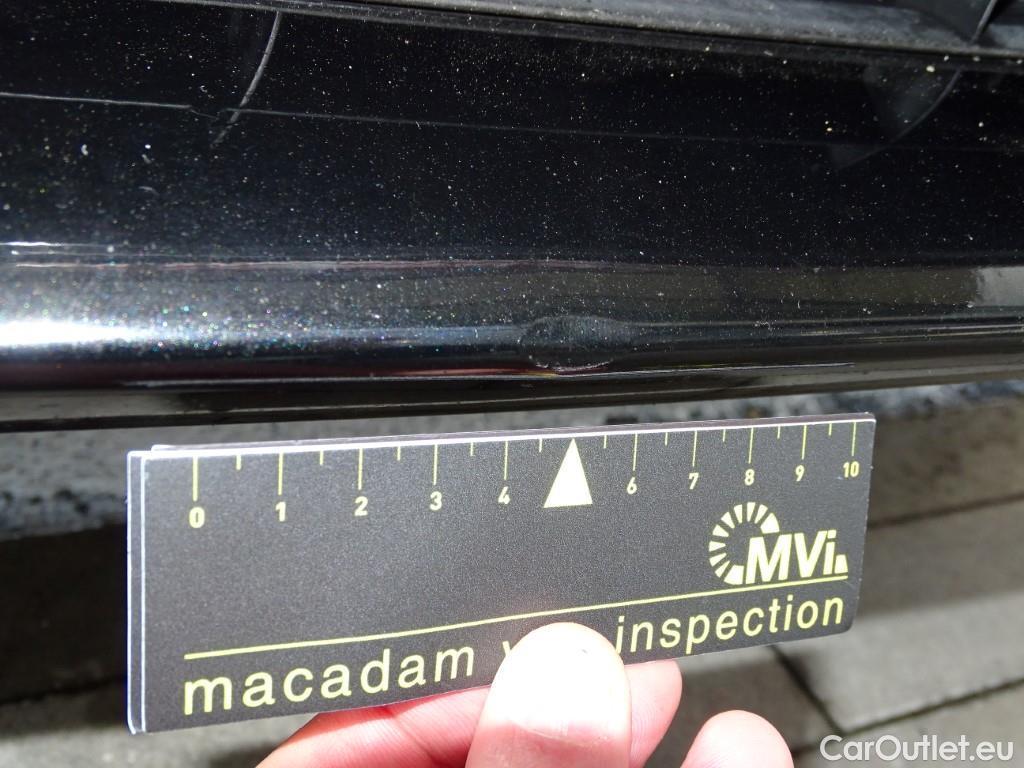 0 1 2 3 4 6 7 8 9 10
MVi
macadam inspection
CarOutlet.eu